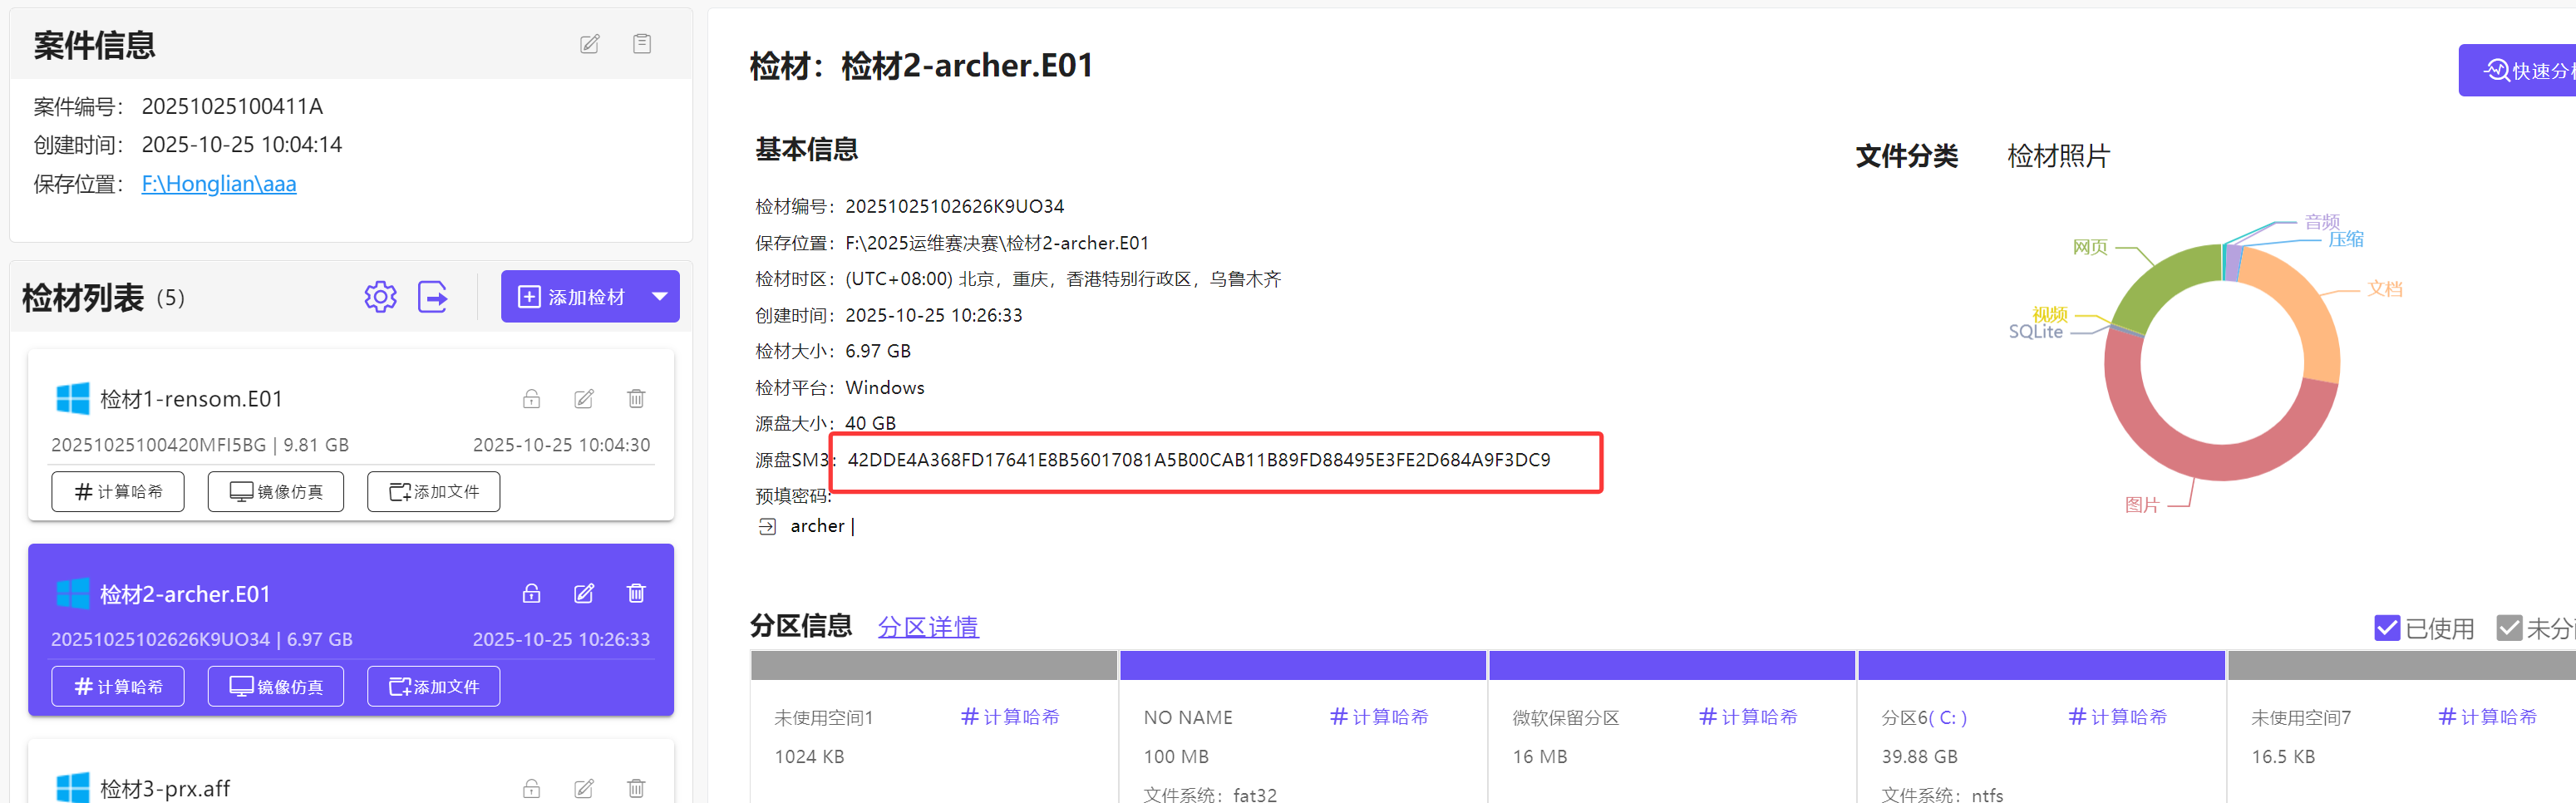 案件信息
案件编号： 20251025100411A
创建时间： 2025-10-25 10:04:14
保存位置： F:\Honglian\aaa
检材列表 (5)
添加检材
检材1-rensom.E01
20251025100420MFI5BG | 9.81 GB 2025-10-25 10:04:30
计算哈希 镜像仿真 添加文件
检材2-archer.E01
20251025102626K9UO34 | 6.97 GB 2025-10-25 10:26:33
计算哈希 镜像仿真 添加文件
检材3-prx.aff
检材：检材2-archer.E01
快速分
基本信息
检材编号：20251025102626K9UO34
保存位置：F:\2025运维赛决赛\检材2-archer.E01
检材时区：(UTC+08:00) 北京，重庆，香港特别行政区，乌鲁木齐
创建时间：2025-10-25 10:26:33
检材大小：6.97 GB
检材平台：Windows
源盘大小：40 GB
源盘SM3：42DDE4A368FD17641E8B56017081A5B00CAB11B89FD88495E3FE2D684A9F3DC9
预填密码:
archer
文件分类 检材照片
音频
压缩
网页
文档
视频
SQLite
图片
分区信息 分区详情
已使用 未分
未使用空间1 计算哈希
1024 KB
NO NAME 计算哈希
100 MB
文件系统：fat32
微软保留分区 计算哈希
16 MB
分区6( C: ) 计算哈希
39.88 GB
文件系统：ntfs
未使用空间7 计算哈希
16.5 KB